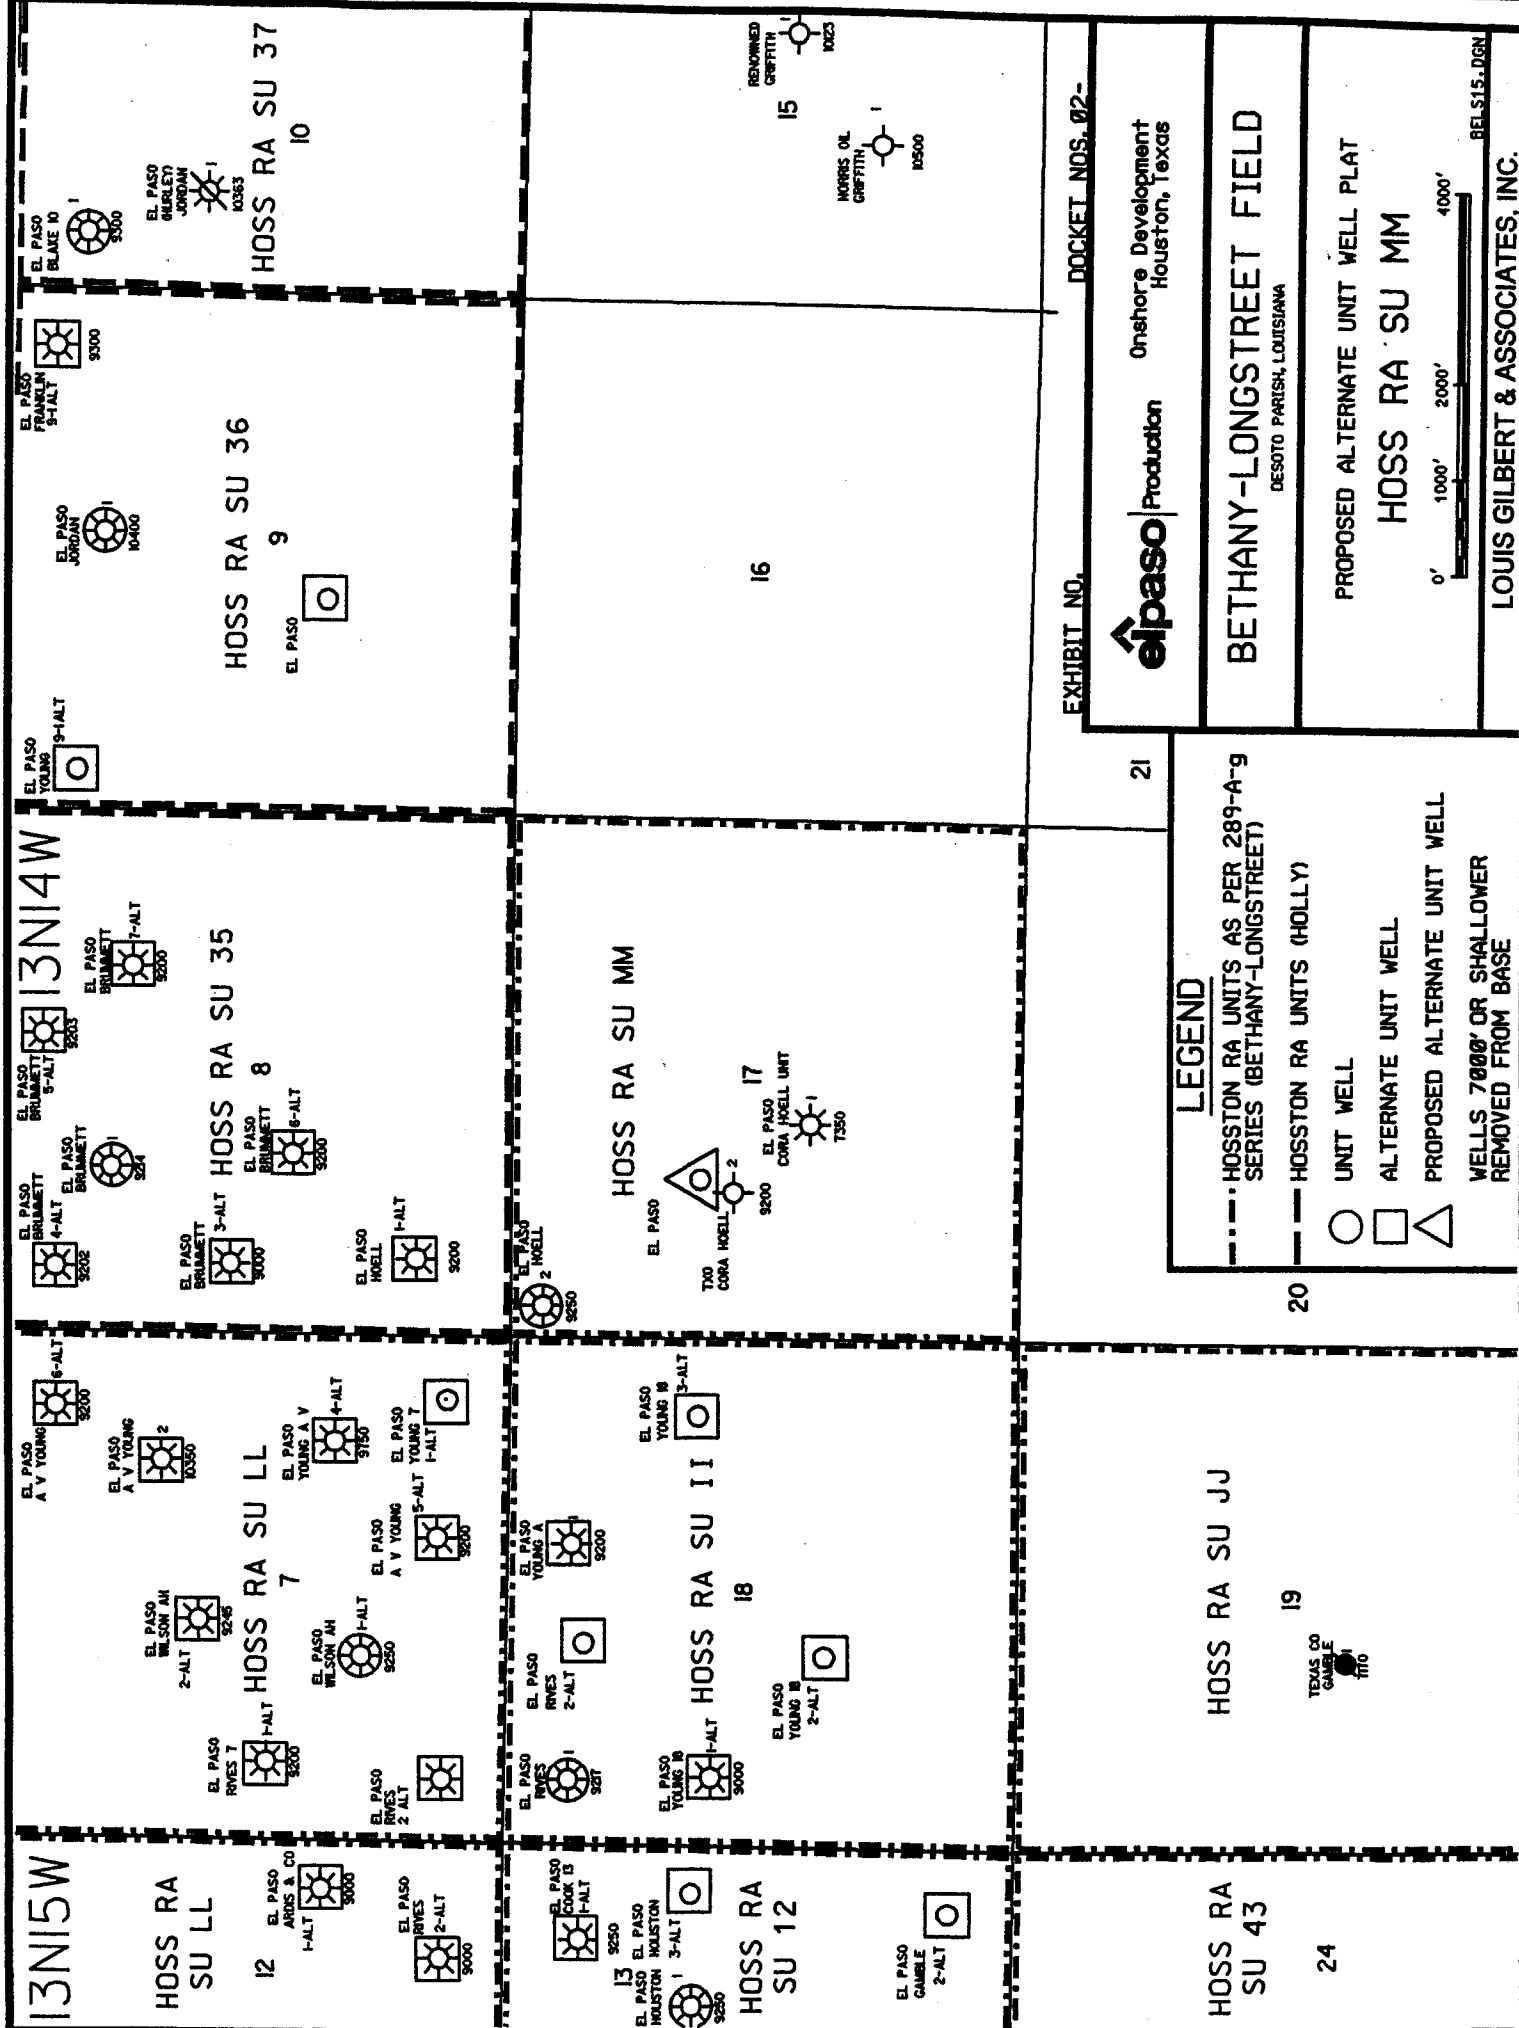 13N15W
HOSS RA
SU LL
12
EL PASO
ARDIS & CO
1-ALT
9000
EL PASO
RIVES
2-ALT
9000
EL PASO
COOK 13
1-ALT
9250
13
EL PASO
HOUSTON
3-ALT
EL PASO
HOUSTON
1
9250
HOSS RA
SU 12
EL PASO
GAMBLE
2-ALT
HOSS RA
SU 43
24
EL PASO
A V YOUNG
6-ALT
9200
EL PASO
A V YOUNG
2
10350
EL PASO
WILSON AH
2-ALT
9245
HOSS RA SU LL
7
EL PASO
YOUNG A V
4-ALT
9750
EL PASO
RIVES 7
1-ALT
9200
EL PASO
WILSON AH
1-ALT
9250
EL PASO
A V YOUNG
5-ALT
9200
EL PASO
YOUNG 7
1-ALT
EL PASO
RIVES
2 ALT
EL PASO
RIVES
1
9217
EL PASO
RIVES
2-ALT
EL PASO
YOUNG A
1
9200
EL PASO
YOUNG 18
3-ALT
EL PASO
YOUNG 18
1-ALT
9000
HOSS RA SU II
18
EL PASO
YOUNG 18
2-ALT
HOSS RA SU JJ
19
TEXAS CO
GAMBLE
1
7170
13N14W
EL PASO
BRUMMETT
4-ALT
9202
EL PASO
BRUMMETT
5-ALT
9203
EL PASO
BRUMMETT
1
9214
EL PASO
BRUMMETT
7-ALT
9200
EL PASO
BRUMMETT
3-ALT
9000
HOSS RA SU 35
8
EL PASO
BRUMMETT
6-ALT
9200
EL PASO
HOELL
1-ALT
9200
EL PASO
HOELL
2
9250
HOSS RA SU MM
EL PASO
TXO
CORA HOELL
2
9200
17
EL PASO
CORA HOELL UNIT
1
7350
20
EL PASO
YOUNG
9-1ALT
EL PASO
FRANKLIN
9-1 ALT
9300
EL PASO
JORDAN
1
10400
HOSS RA SU 36
9
EL PASO
16
21
EL PASO
BLAKE 10
1
9300
EL PASO
(GURLEY)
JORDAN
1
10363
HOSS RA SU 37
10
RENOWNED
GRIFFITH
1
10123
15
NORRIS OIL
GRIFFITH
1
10500
LEGEND
HOSSTON RA UNITS AS PER 289-A-g
SERIES (BETHANY-LONGSTREET)
HOSSTON RA UNITS (HOLLY)
UNIT WELL
ALTERNATE UNIT WELL
PROPOSED ALTERNATE UNIT WELL
WELLS 7000' OR SHALLOWER
REMOVED FROM BASE
EXHIBIT NO.
DOCKET NOS. 02-
elpaso Production
Onshore Development
Houston, Texas
BETHANY-LONGSTREET FIELD
DESOTO PARISH, LOUISIANA
PROPOSED ALTERNATE UNIT WELL PLAT
HOSS RA SU MM
0' 1000' 2000' 4000'
BELS15.DGN
LOUIS GILBERT & ASSOCIATES, INC.